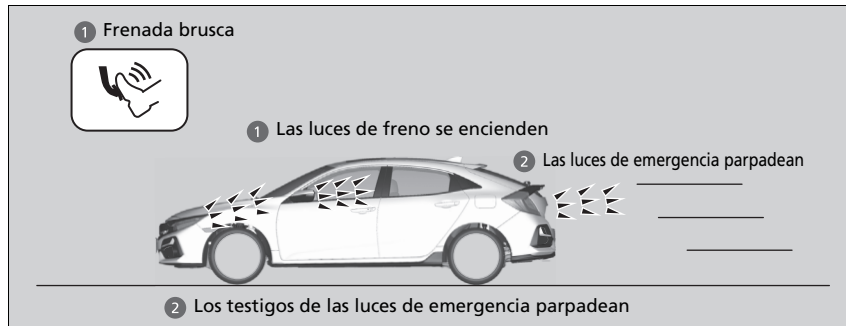 1 Frenada brusca
1 Las luces de freno se encienden
2 Las luces de emergencia parpadean
2 Los testigos de las luces de emergencia parpadean